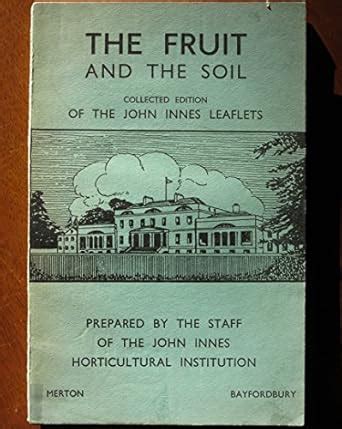 THE FRUIT
AND THE SOIL
COLLECTED EDITION
OF THE JOHN INNES LEAFLETS
PREPARED BY THE STAFF
OF THE JOHN INNES
HORTICULTURAL INSTITUTION
MERTON BAYFORDBURY